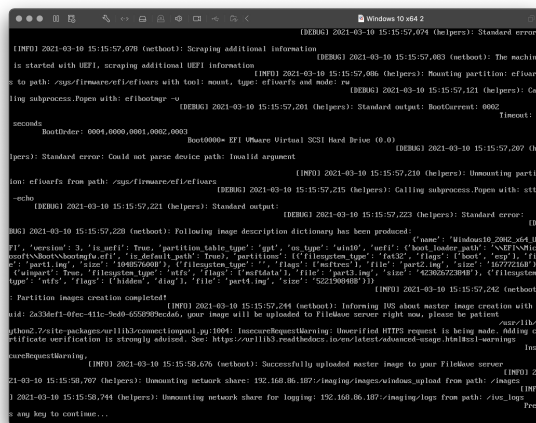 Windows 10 x64 2
[DEBUG] 2021-03-10 15:15:57,074 (helpers): Standard error
[INFO] 2021-03-10 15:15:57,078 (netboot): Scraping additional information
[DEBUG] 2021-03-10 15:15:57,083 (netboot): The machin
is started with UEFI, scraping additional UEFI information
[INFO] 2021-03-10 15:15:57,086 (helpers): Mounting partition: efivar
s to path: /sys/firmware/efi/efivars with tool: mount, type: efivarfs and mode: rw
[DEBUG] 2021-03-10 15:15:57,121 (helpers): Ca
ling subprocess.Popen with: efibootmgr -v
[DEBUG] 2021-03-10 15:15:57,201 (helpers): Standard output: BootCurrent: 0002
Timeout:
seconds
BootOrder: 0004,0000,0001,0002,0003
Boot0000* EFI VMware Virtual SCSI Hard Drive (0.0)
[DEBUG] 2021-03-10 15:15:57,207 (h
lpers): Standard error: Could not parse device path: Invalid argument
[INFO] 2021-03-10 15:15:57,210 (helpers): Unmounting parti
ion: efivarfs from path: /sys/firmware/efi/efivars
[DEBUG] 2021-03-10 15:15:57,215 (helpers): Calling subprocess.Popen with: stt
-echo
[DEBUG] 2021-03-10 15:15:57,221 (helpers): Standard output:
[DEBUG] 2021-03-10 15:15:57,223 (helpers): Standard error:
[D
BUG] 2021-03-10 15:15:57,228 (netboot): Following image description dictionary has been produced:
{'name': 'Windows10_20H2_x64_U
FI', 'version': 3, 'is_uefi': True, 'partition_table_type': 'gpt', 'os_type': 'win10', 'uefi': {'boot_loader_path': '\\EFI\\Mic
osoft\\Boot\\bootmgfw.efi', 'is_default_path': True}, 'partitions': [{'filesystem_type': 'fat32', 'flags': ['boot', 'esp'], 'fi
e': 'part1.img', 'size': '104857600B'}, {'filesystem_type': '', 'flags': ['msftres'], 'file': 'part2.img', 'size': '16777216B'}
{'winpart': True, 'filesystem_type': 'ntfs', 'flags': ['msftdata'], 'file': 'part3.img', 'size': '42302672384B'}, {'filesystem
type': 'ntfs', 'flags': ['hidden', 'diag'], 'file': 'part4.img', 'size': '522190848B'}]}
[INFO] 2021-03-10 15:15:57,242 (netboot
: Partition images creation completed!
[INFO] 2021-03-10 15:15:57,244 (netboot): Informing IVS about master image creation with
uid: 2a33def1-0fec-411c-9ed0-6558989ecda6, your image will be uploaded to FileWave server right now, please be patient
/usr/lib/
ython2.7/site-packages/urllib3/connectionpool.py:1004: InsecureRequestWarning: Unverified HTTPS request is being made. Adding c
rtificate verification is strongly advised. See: https://urllib3.readthedocs.io/en/latest/advanced-usage.html#ssl-warnings
Ins
cureRequestWarning,
[INFO] 2021-03-10 15:15:58,676 (netboot): Successfully uploaded master image to your FileWave server
[INFO] 2
21-03-10 15:15:58,707 (helpers): Unmounting network share: 192.168.86.187:/imaging/images/windows_upload from path: /images
[INF
] 2021-03-10 15:15:58,744 (helpers): Unmounting network share for logging: 192.168.86.187:/imaging/logs from path: /ivs_logs
Pre
s any key to continue...